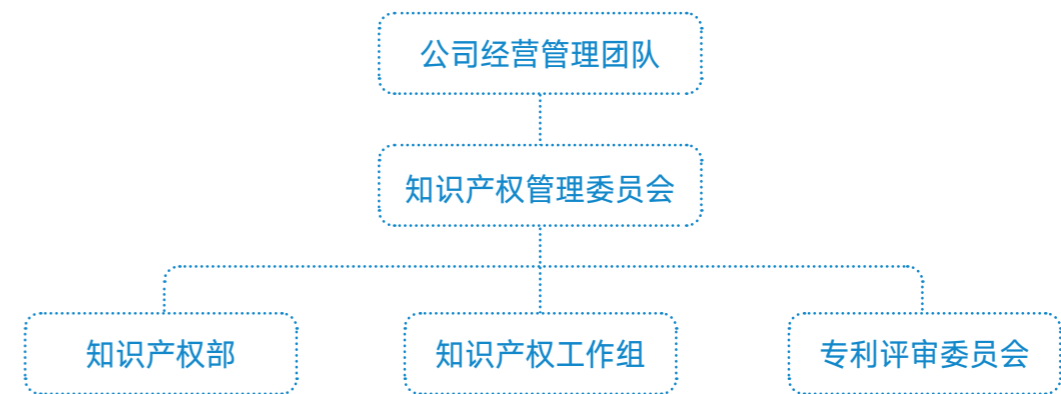 公司经营管理团队
知识产权管理委员会
知识产权部
知识产权工作组
专利评审委员会